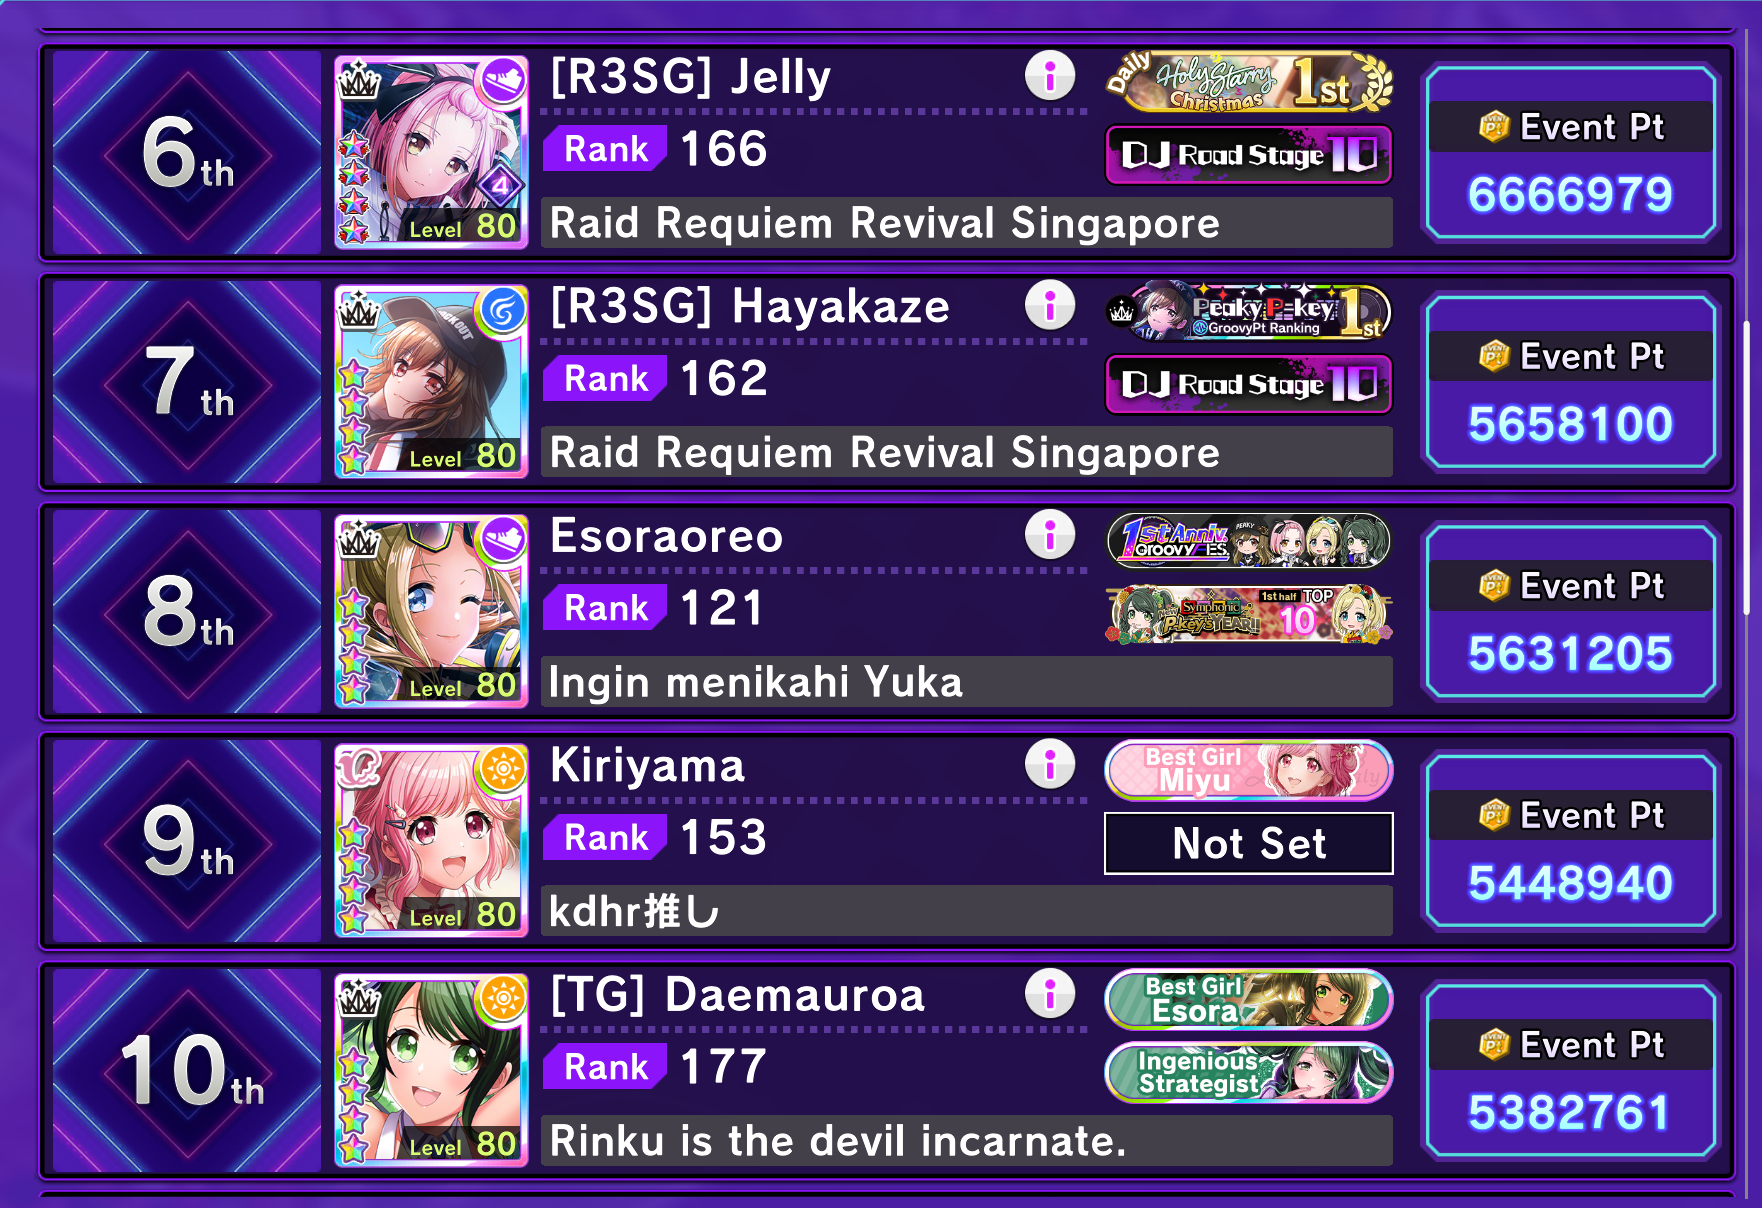 6th
4
Level 80
[R3SG] Jelly
Rank 166
Raid Requiem Revival Singapore
Daily Holy Starry Christmas 1st
DJ Road Stage 10
Event Pt
6666979
7th
Level 80
[R3SG] Hayakaze
Rank 162
Raid Requiem Revival Singapore
Peaky P-key 1st
GroovyPt Ranking
DJ Road Stage 10
Event Pt
5658100
8th
Level 80
Esoraoreo
Rank 121
Ingin menikahi Yuka
1st Anniv. PEAKY
GROOVY FES.
1st half TOP 10
New Symphonic
P-key's YEAR!!
Event Pt
5631205
9th
Level 80
Kiriyama
Rank 153
kdhr推し
Best Girl
Miyu
Not Set
Event Pt
5448940
10th
Level 80
[TG] Daemauroa
Rank 177
Rinku is the devil incarnate.
Best Girl
Esora
Ingenious
Strategist
Event Pt
5382761